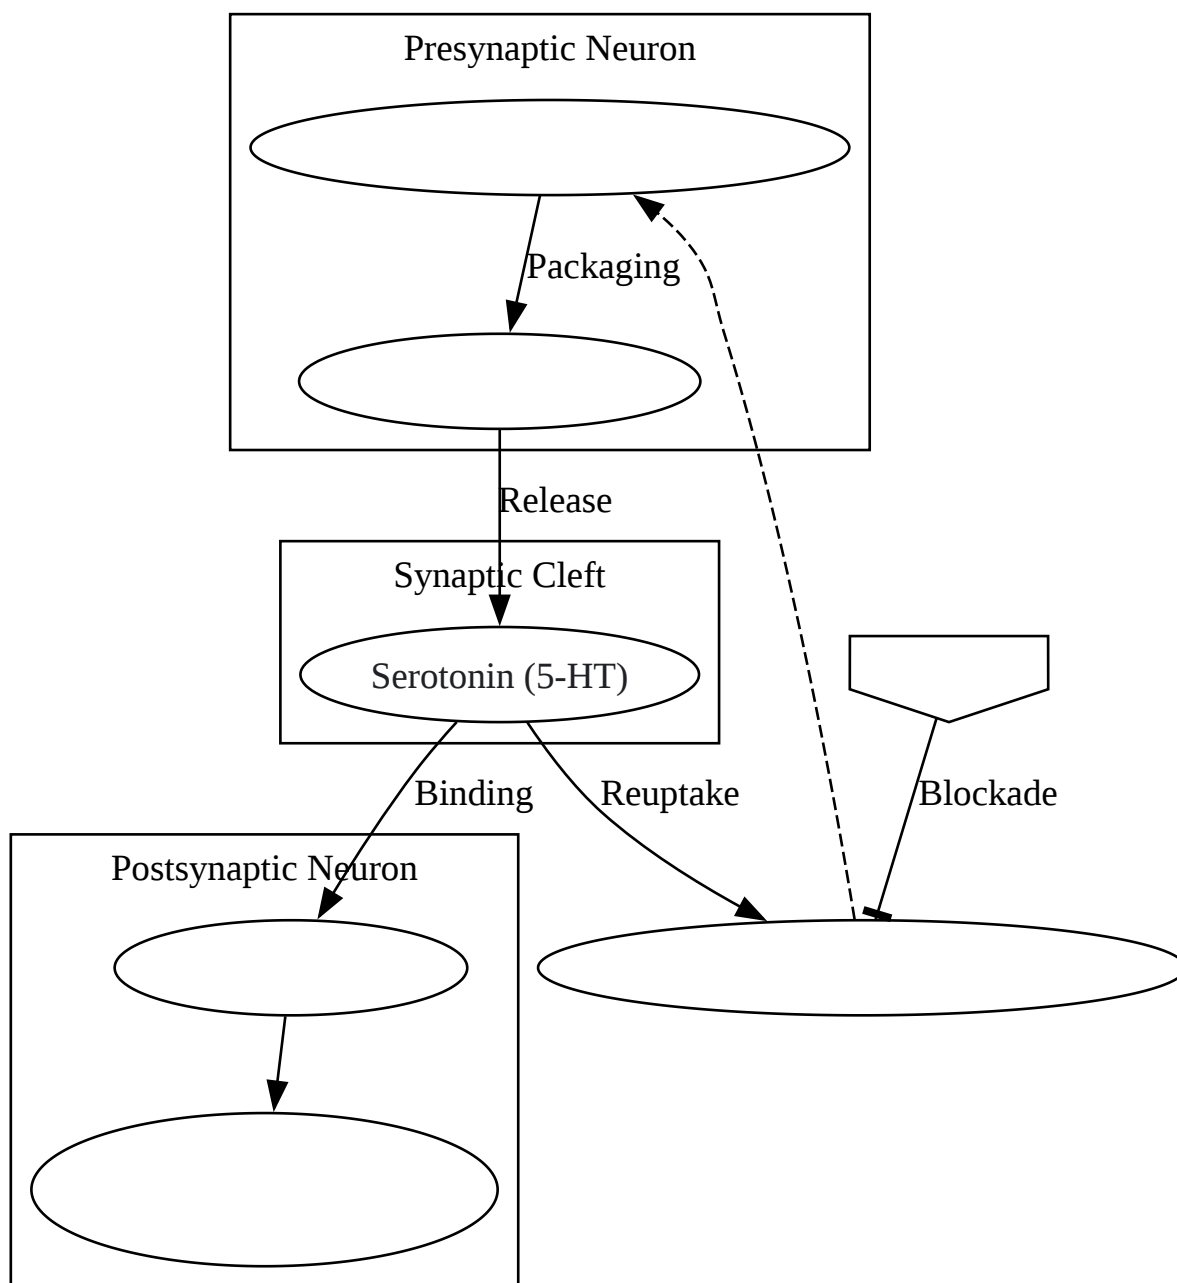 Presynaptic Neuron
Packaging
Release
Synaptic Cleft
Serotonin (5-HT)
Binding
Reuptake
Blockade
Postsynaptic Neuron